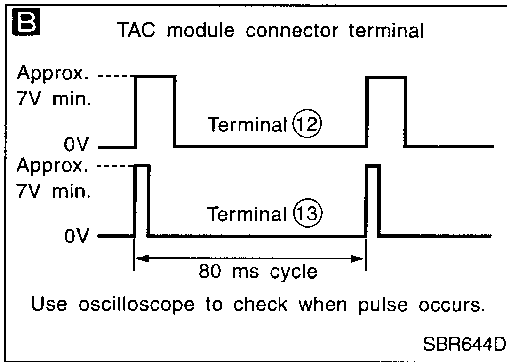 B
TAC module connector terminal
Approx.
7V min.
Terminal 12
0V
Approx.
7V min.
Terminal 13
0V
80 ms cycle
Use oscilloscope to check when pulse occurs.
SBR644D